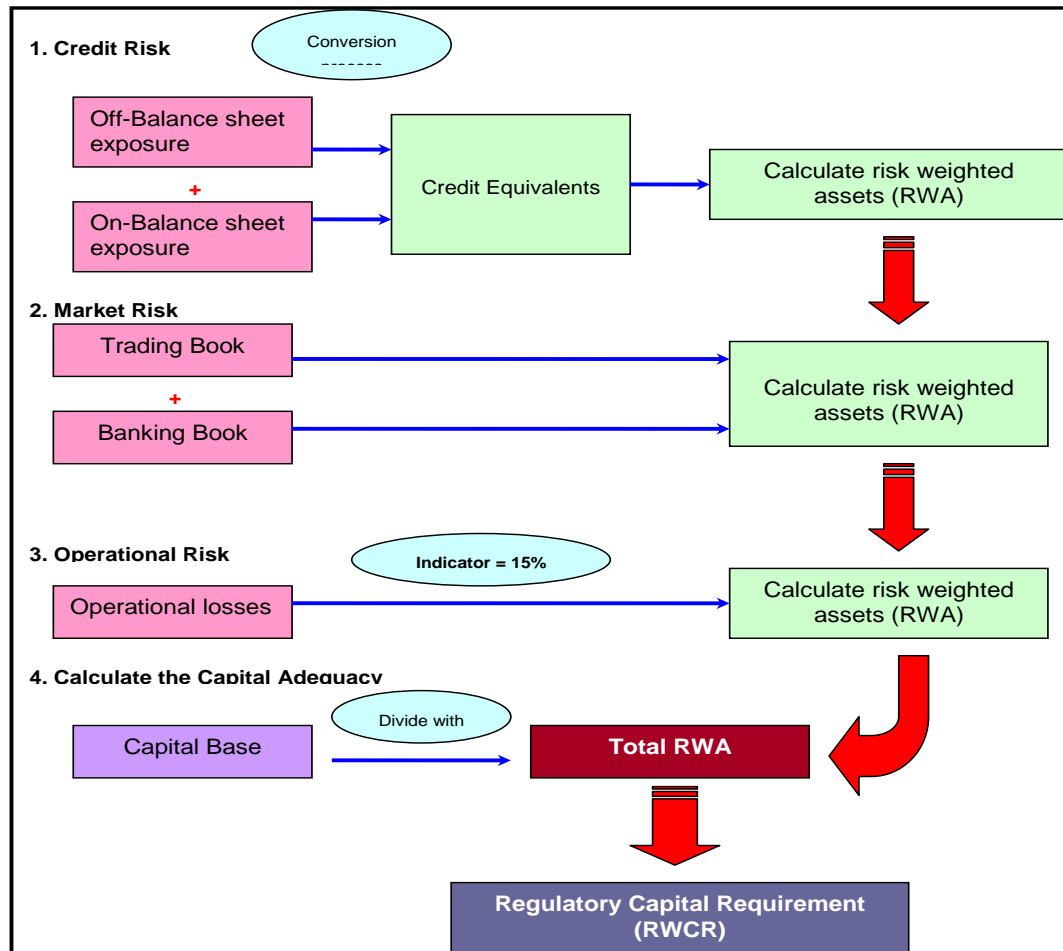 1. Credit Risk
Conversion
Off-Balance sheet
exposure
+
On-Balance sheet
exposure
Credit Equivalents
Calculate risk weighted
assets (RWA)
2. Market Risk
Trading Book
+
Banking Book
Calculate risk weighted
assets (RWA)
3. Operational Risk
Indicator = 15%
Operational losses
Calculate risk weighted
assets (RWA)
4. Calculate the Capital Adequacy
Capital Base
Divide with
Total RWA
Regulatory Capital Requirement
(RWCR)